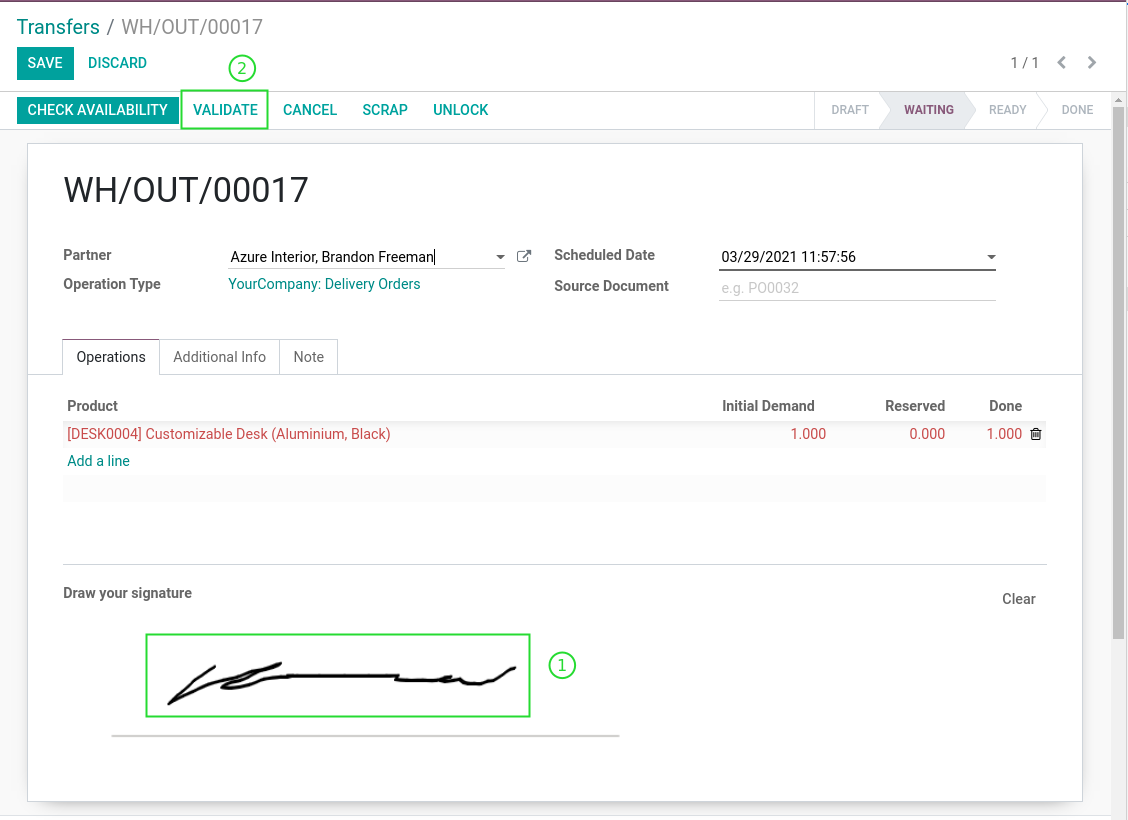 Transfers / WH/OUT/00017
SAVE DISCARD 1 / 1
2
CHECK AVAILABILITY VALIDATE CANCEL SCRAP UNLOCK DRAFT WAITING READY DONE
WH/OUT/00017
Partner Azure Interior, Brandon Freeman Scheduled Date 03/29/2021 11:57:56
Operation Type YourCompany: Delivery Orders Source Document e.g. PO0032
Operations Additional Info Note
Product Initial Demand Reserved Done
[DESK0004] Customizable Desk (Aluminium, Black) 1.000 0.000 1.000
Add a line
Draw your signature Clear
1